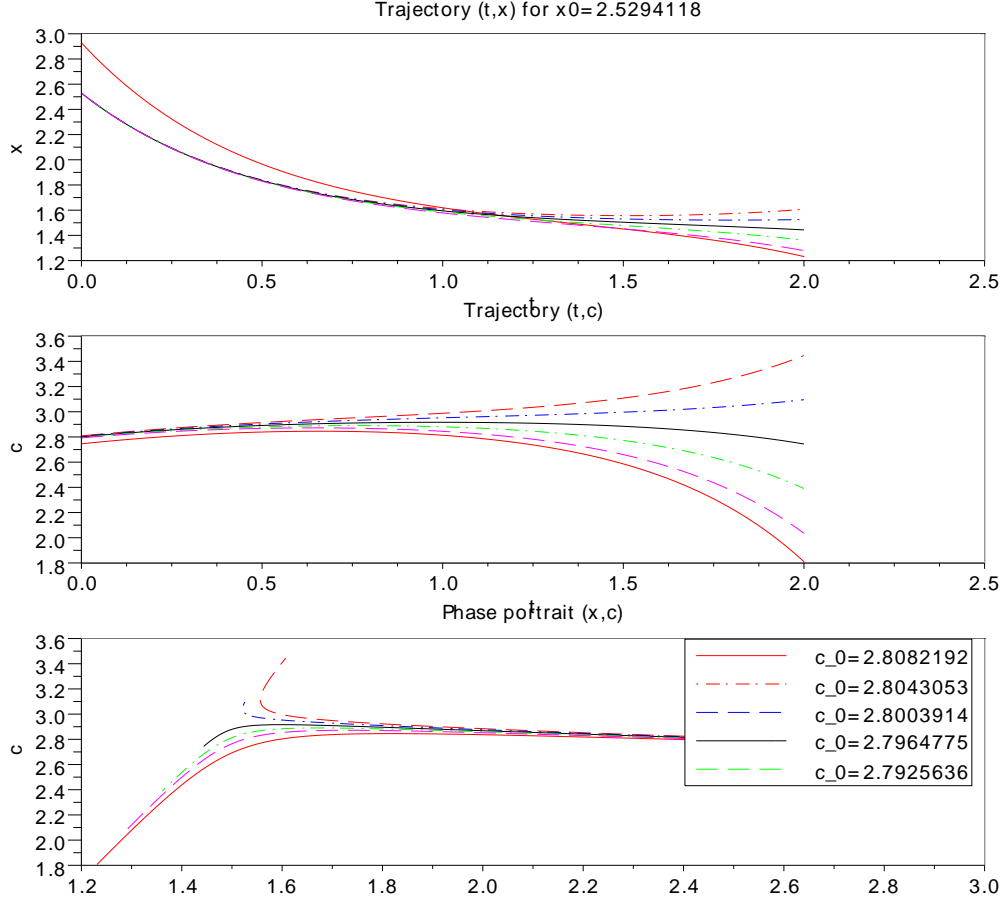 Trajectory (t,x) for x0=2.5294118
3.0
2.8
2.6
2.4
2.2
2.0
1.8
1.6
1.4
1.2
x
0.0 0.5 1.0 1.5 2.0 2.5
t
Trajectory (t,c)
3.6
3.4
3.2
3.0
2.8
2.6
2.4
2.2
2.0
1.8
c
0.0 0.5 1.0 1.5 2.0 2.5
t
Phase portrait (x,c)
3.6
3.4
3.2
3.0
2.8
2.6
2.4
2.2
2.0
1.8
c
1.2 1.4 1.6 1.8 2.0 2.2 2.4 2.6 2.8 3.0
c_0=2.8082192
c_0=2.8043053
c_0=2.8003914
c_0=2.7964775
c_0=2.7925636